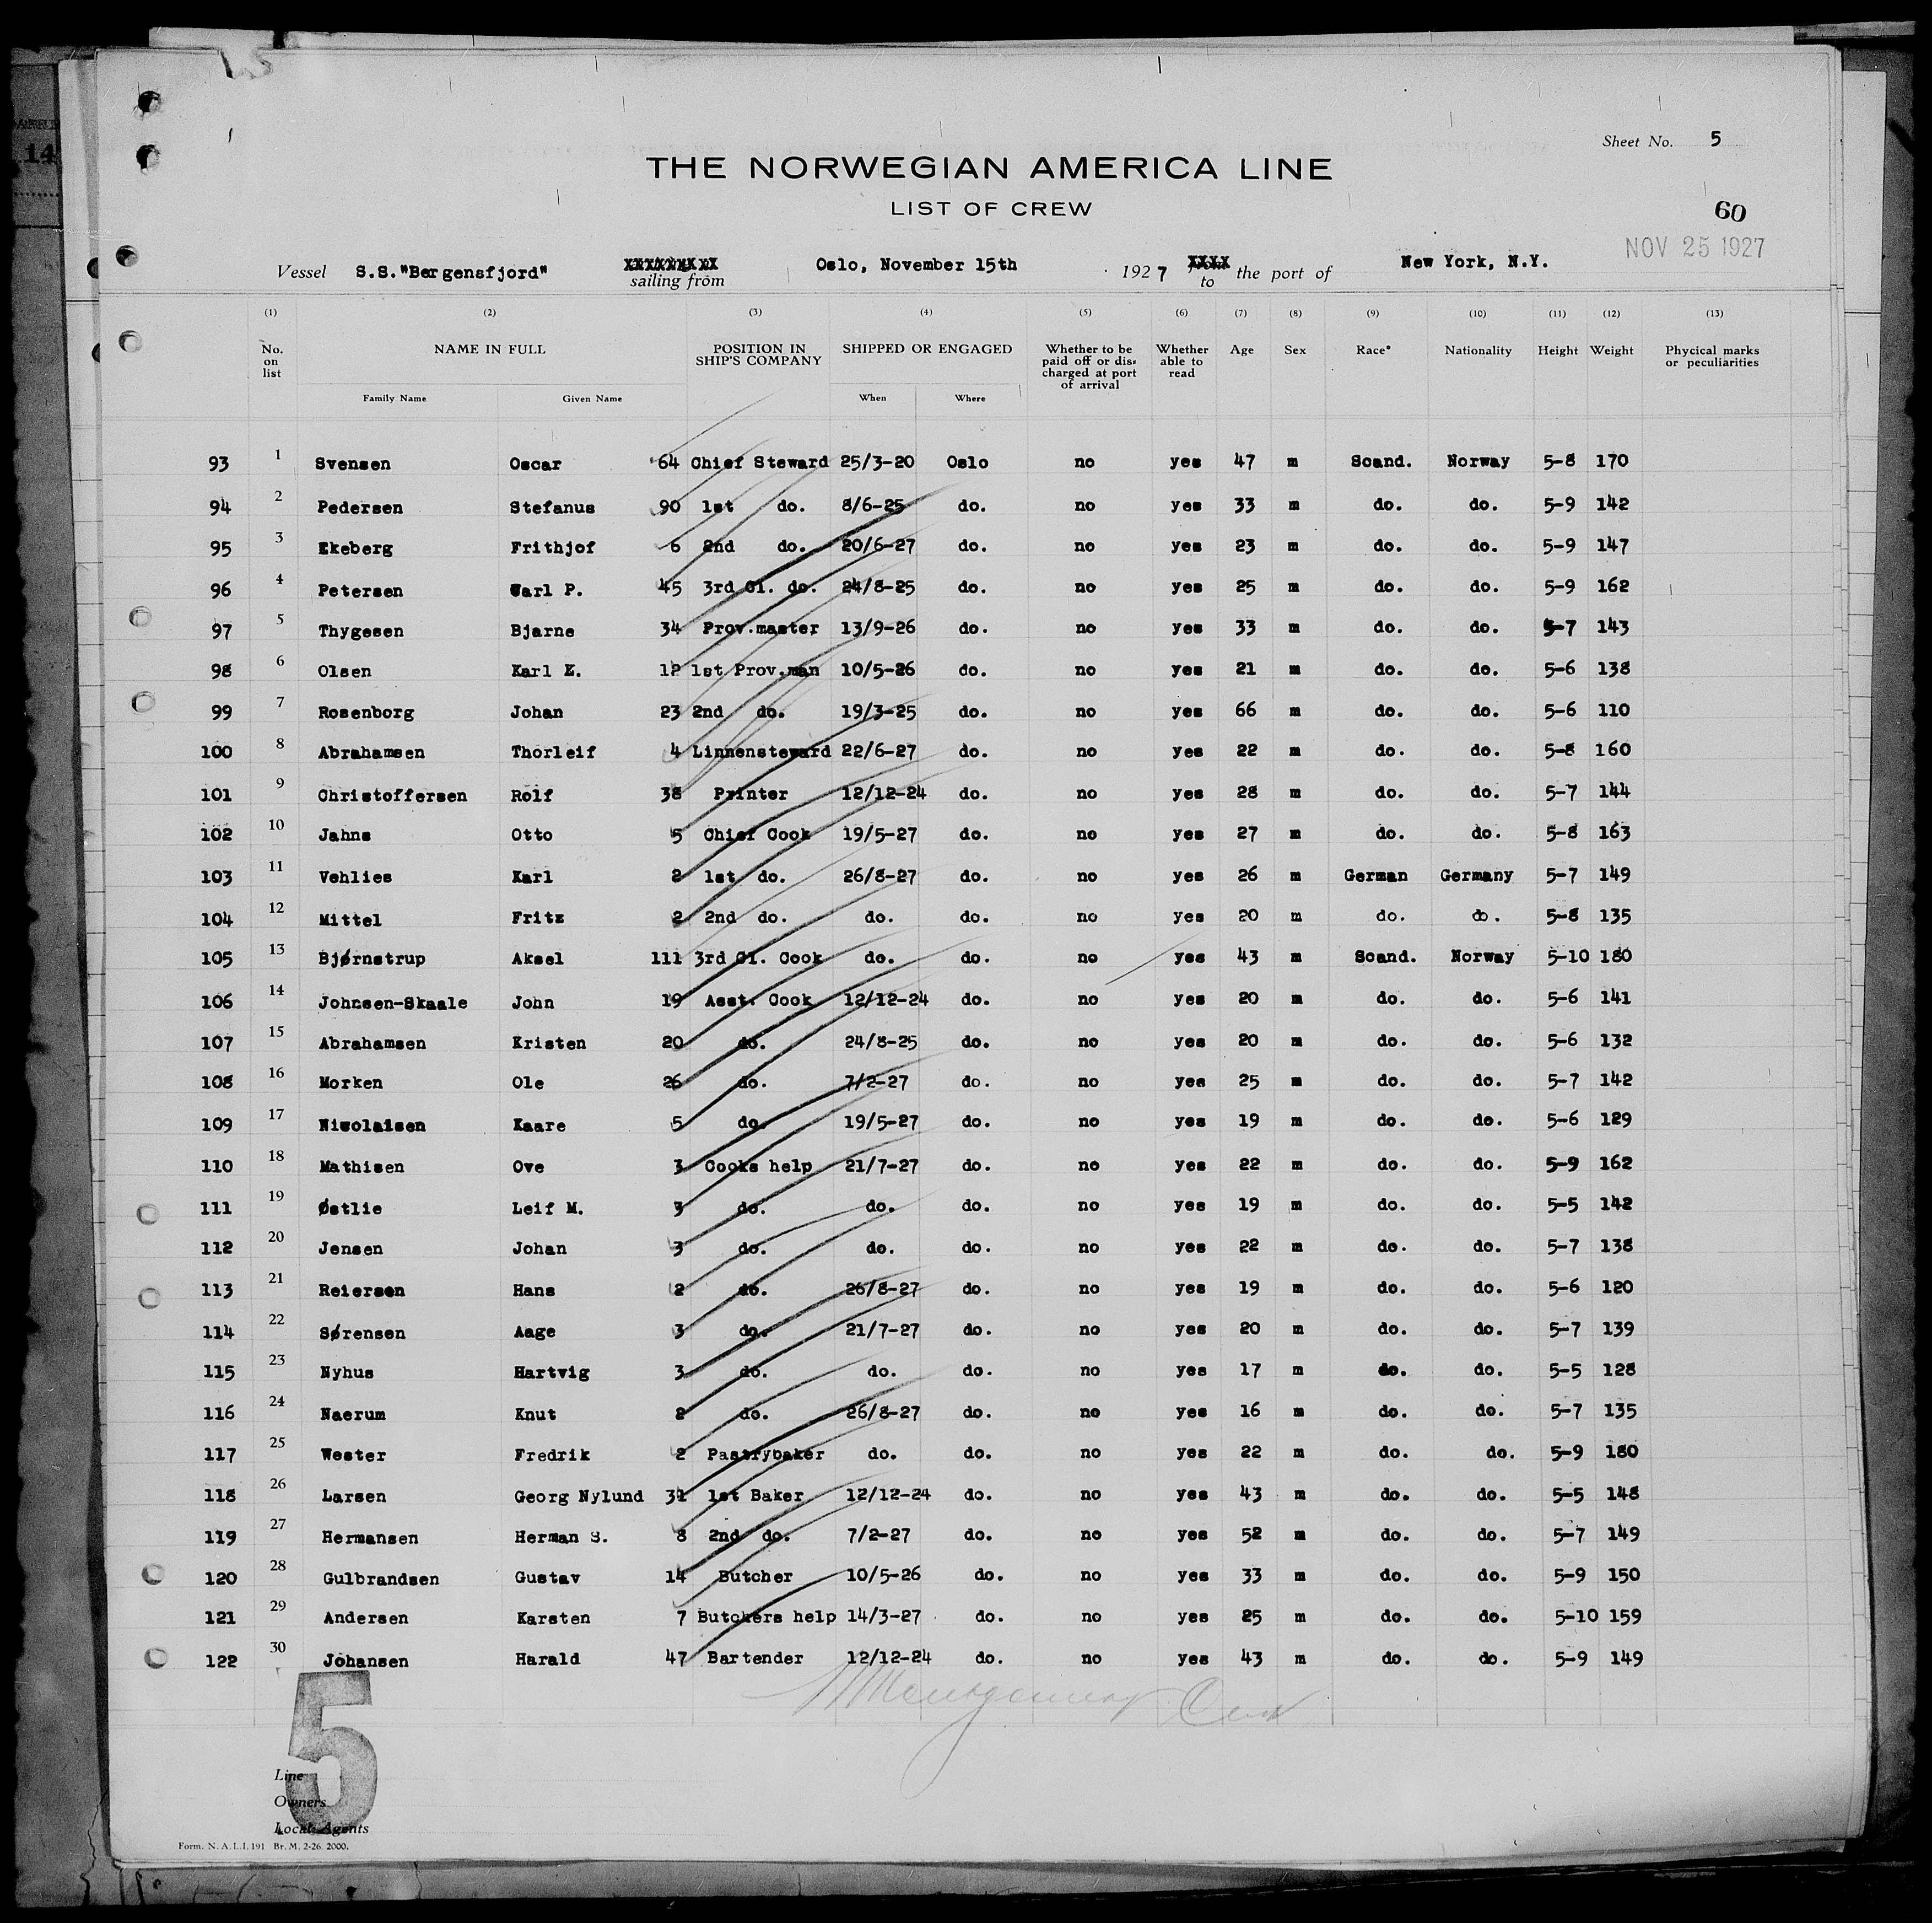 Sheet No. 5
THE NORWEGIAN AMERICA LINE
LIST OF CREW
60
NOV 25 1927
Vessel S.S."Bergensfjord" XXXXXXXXX sailing from Oslo, November 15th 1927 XXXX to the port of New York, N.Y.
(1) (2) (3) (4) (5) (6) (7) (8) (9) (10) (11) (12) (13)
No. on list NAME IN FULL POSITION IN SHIP'S COMPANY SHIPPED OR ENGAGED Whether to be paid off or discharged at port of arrival Whether able to read Age Sex Race* Nationality Height Weight Phycical marks or peculiarities
Family Name Given Name When Where
93 1 Svensen Oscar 64 Chief Steward 25/3-20 Oslo no yes 47 m Scand. Norway 5-8 170
94 2 Pedersen Stefanus 90 1st do. 8/6-25 do. no yes 33 m do. do. 5-9 142
95 3 Ekeberg Frithjof 6 2nd do. 20/6-27 do. no yes 23 m do. do. 5-9 147
96 4 Petersen Carl P. 45 3rd Cl. do. 24/8-25 do. no yes 25 m do. do. 5-9 162
97 5 Thygesen Bjarne 34 Prov.master 13/9-26 do. no yes 33 m do. do. 5-7 143
98 6 Olsen Karl E. 12 1st Prov.man 10/5-26 do. no yes 21 m do. do. 5-6 138
99 7 Rosenborg Johan 23 2nd do. 19/3-25 do. no yes 66 m do. do. 5-6 110
100 8 Abrahamsen Thorleif 4 Linnensteward 22/6-27 do. no yes 22 m do. do. 5-8 160
101 9 Christoffersen Rolf 38 Printer 12/12-24 do. no yes 28 m do. do. 5-7 144
102 10 Jahns Otto 5 Chief Cook 19/5-27 do. no yes 27 m do. do. 5-8 163
103 11 Vehlies Karl 2 1st do. 26/8-27 do. no yes 26 m German Germany 5-7 149
104 12 Mittel Fritz 2 2nd do. do. do. no yes 20 m do. do. 5-8 135
105 13 Bjørnstrup Aksel 111 3rd Cl. Cook do. do. no yes 43 m Scand. Norway 5-10 180
106 14 Johnsen-Skaale John 19 Asst. Cook 12/12-24 do. no yes 20 m do. do. 5-6 141
107 15 Abrahamsen Kristen 20 do. 24/8-25 do. no yes 20 m do. do. 5-6 132
108 16 Morken Ole 26 do. 7/2-27 do. no yes 25 m do. do. 5-7 142
109 17 Nicolaisen Kaare 5 do. 19/5-27 do. no yes 19 m do. do. 5-6 129
110 18 Mathisen Ove 3 Cooks help 21/7-27 do. no yes 22 m do. do. 5-9 162
111 19 Østlie Leif M. 3 do. do. do. no yes 19 m do. do. 5-5 142
112 20 Jensen Johan 3 do. do. do. no yes 22 m do. do. 5-7 138
113 21 Reiersen Hans 2 do. 26/8-27 do. no yes 19 m do. do. 5-6 120
114 22 Sørensen Aage 3 do. 21/7-27 do. no yes 20 m do. do. 5-7 139
115 23 Nyhus Hartvig 3 do. do. do. no yes 17 m do. do. 5-5 128
116 24 Naerum Knut 2 do. 26/8-27 do. no yes 16 m do. do. 5-7 135
117 25 Wester Fredrik 2 Pastrybaker do. do. no yes 22 m do. do. 5-9 180
118 26 Larsen Georg Nylund 31 1st Baker 12/12-24 do. no yes 43 m do. do. 5-5 148
119 27 Hermansen Herman S. 8 2nd do. 7/2-27 do. no yes 52 m do. do. 5-7 149
120 28 Gulbrandsen Gustav 14 Butcher 10/5-26 do. no yes 33 m do. do. 5-9 150
121 29 Andersen Karsten 7 Butchers help 14/3-27 do. no yes 25 m do. do. 5-10 159
122 30 Johansen Harald 47 Bartender 12/12-24 do. no yes 43 m do. do. 5-9 149
Montgomery
5
Line
Owners
Local Agents
Form. N. A. L. I. 191 Br. M. 2-26 2000.
14